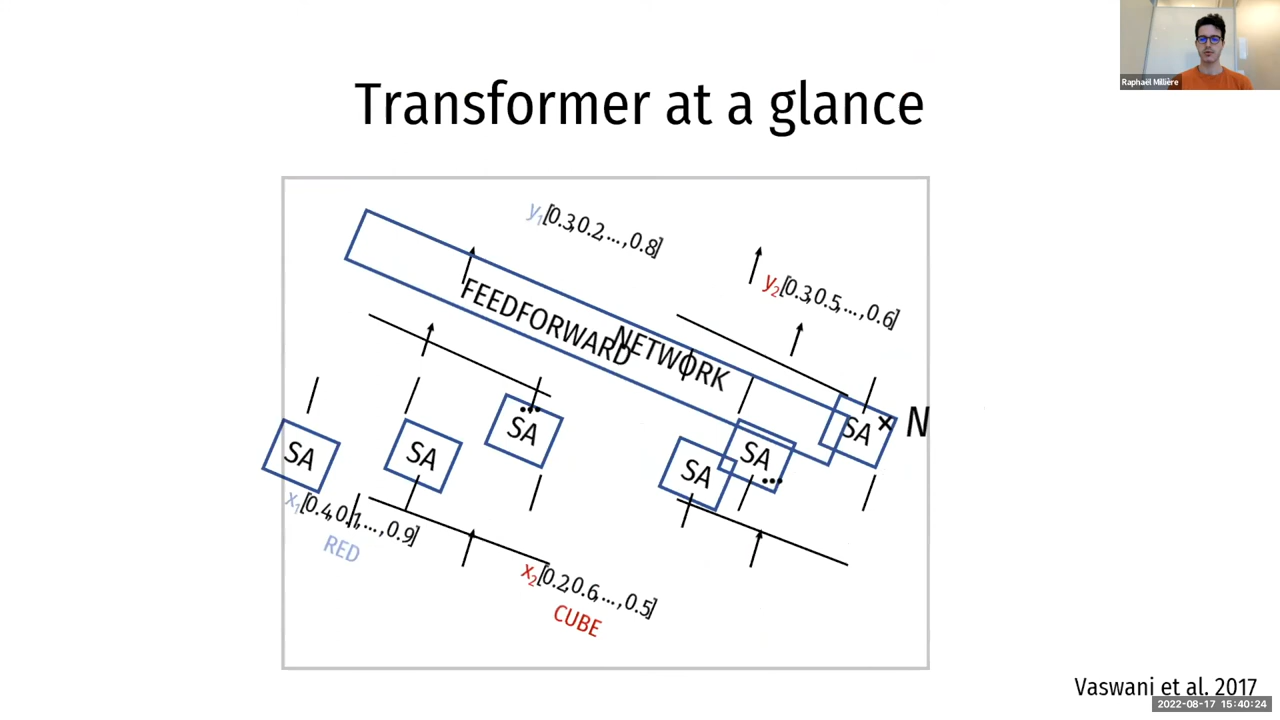 Raphaël Millière
Transformer at a glance
y1[0.3,0.2,...,0.8]
y2[0.3,0.5,...,0.6]
FEEDFORWARD NETWORK
SA
SA
SA
...
SA
SA
...
SA
× N
x1[0.4,0.1,...,0.9]
RED
x2[0.2,0.6,...,0.5]
CUBE
Vaswani et al. 2017
2022-08-17 15:40:24